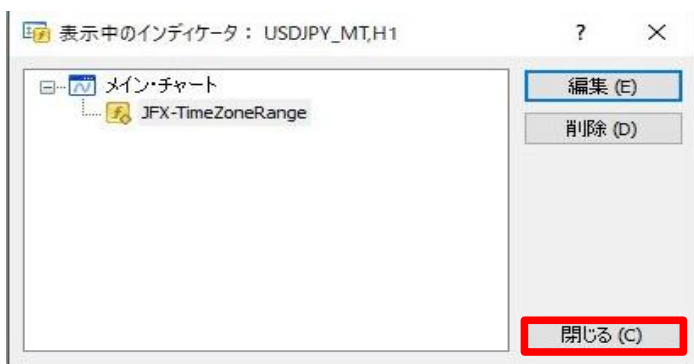 表示中のインディケータ： USDJPY_MT,H1
?
メイン・チャート
JFX-TimeZoneRange
編集 (E)
削除 (D)
閉じる (C)